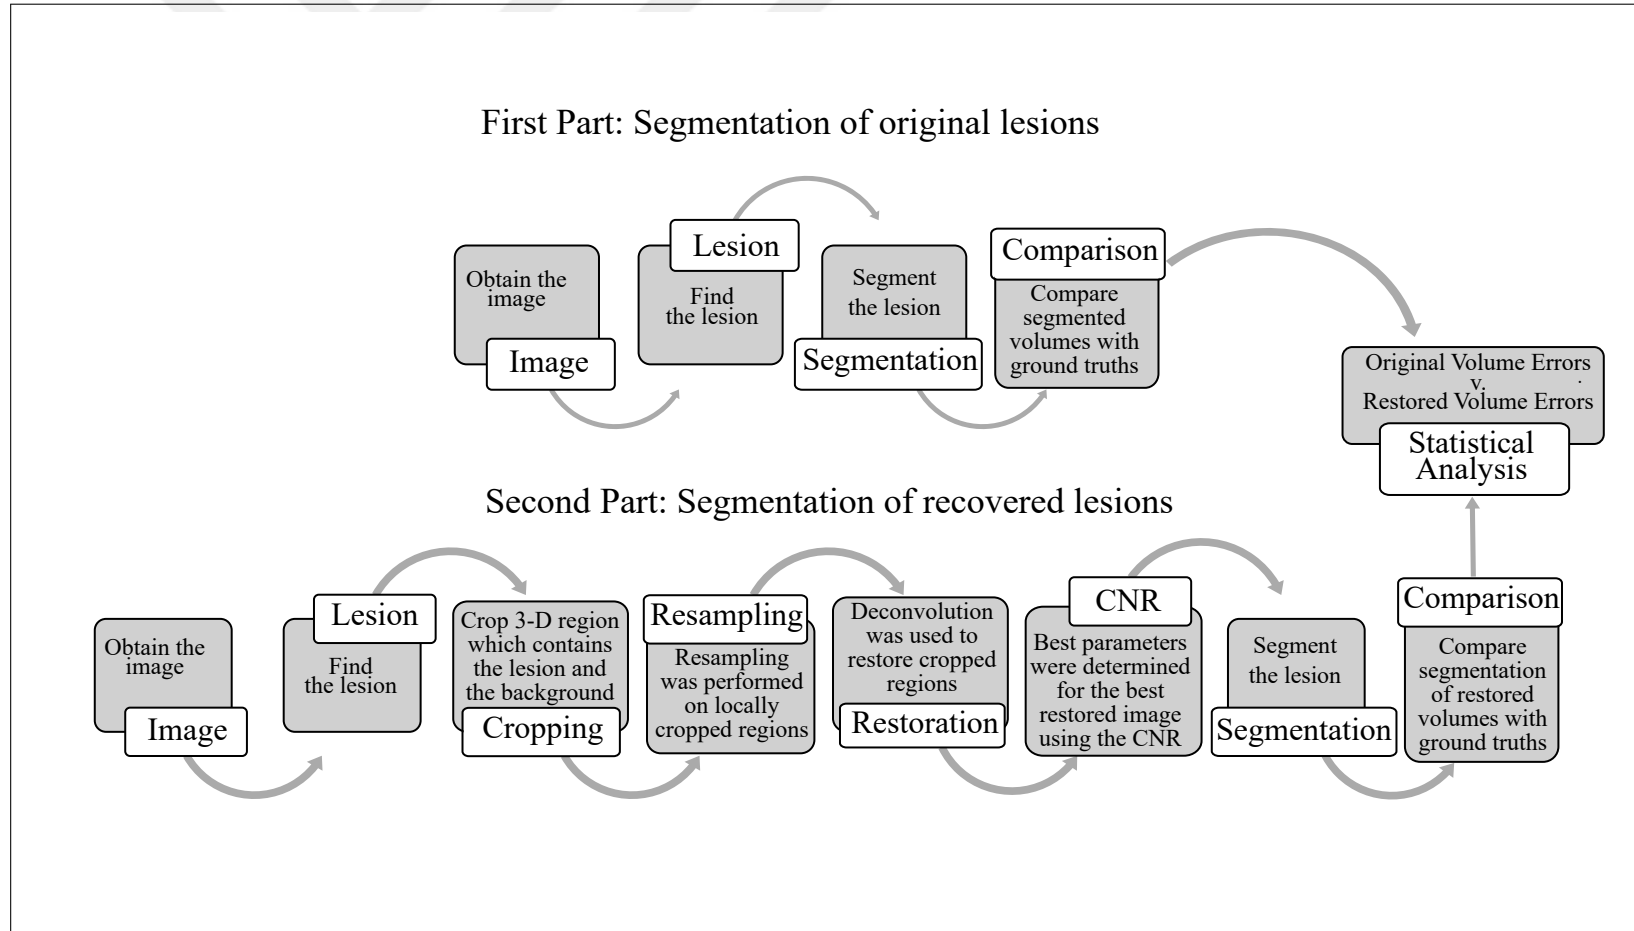 First Part: Segmentation of original lesions
Obtain the
image
Image
Lesion
Find
the lesion
Segment
the lesion
Segmentation
Comparison
Compare
segmented
volumes with
ground truths
Original Volume Errors
v.
Restored Volume Errors
Statistical
Analysis
Second Part: Segmentation of recovered lesions
Obtain the
image
Image
Lesion
Find
the lesion
Crop 3-D region
which contains
the lesion and
the background
Cropping
Resampling
Resampling
was performed
on locally
cropped regions
Deconvolution
was used to
restore cropped
regions
Restoration
CNR
Best parameters
were determined
for the best
restored image
using the CNR
Segment
the lesion
Segmentation
Comparison
Compare
segmentation
of restored
volumes with
ground truths